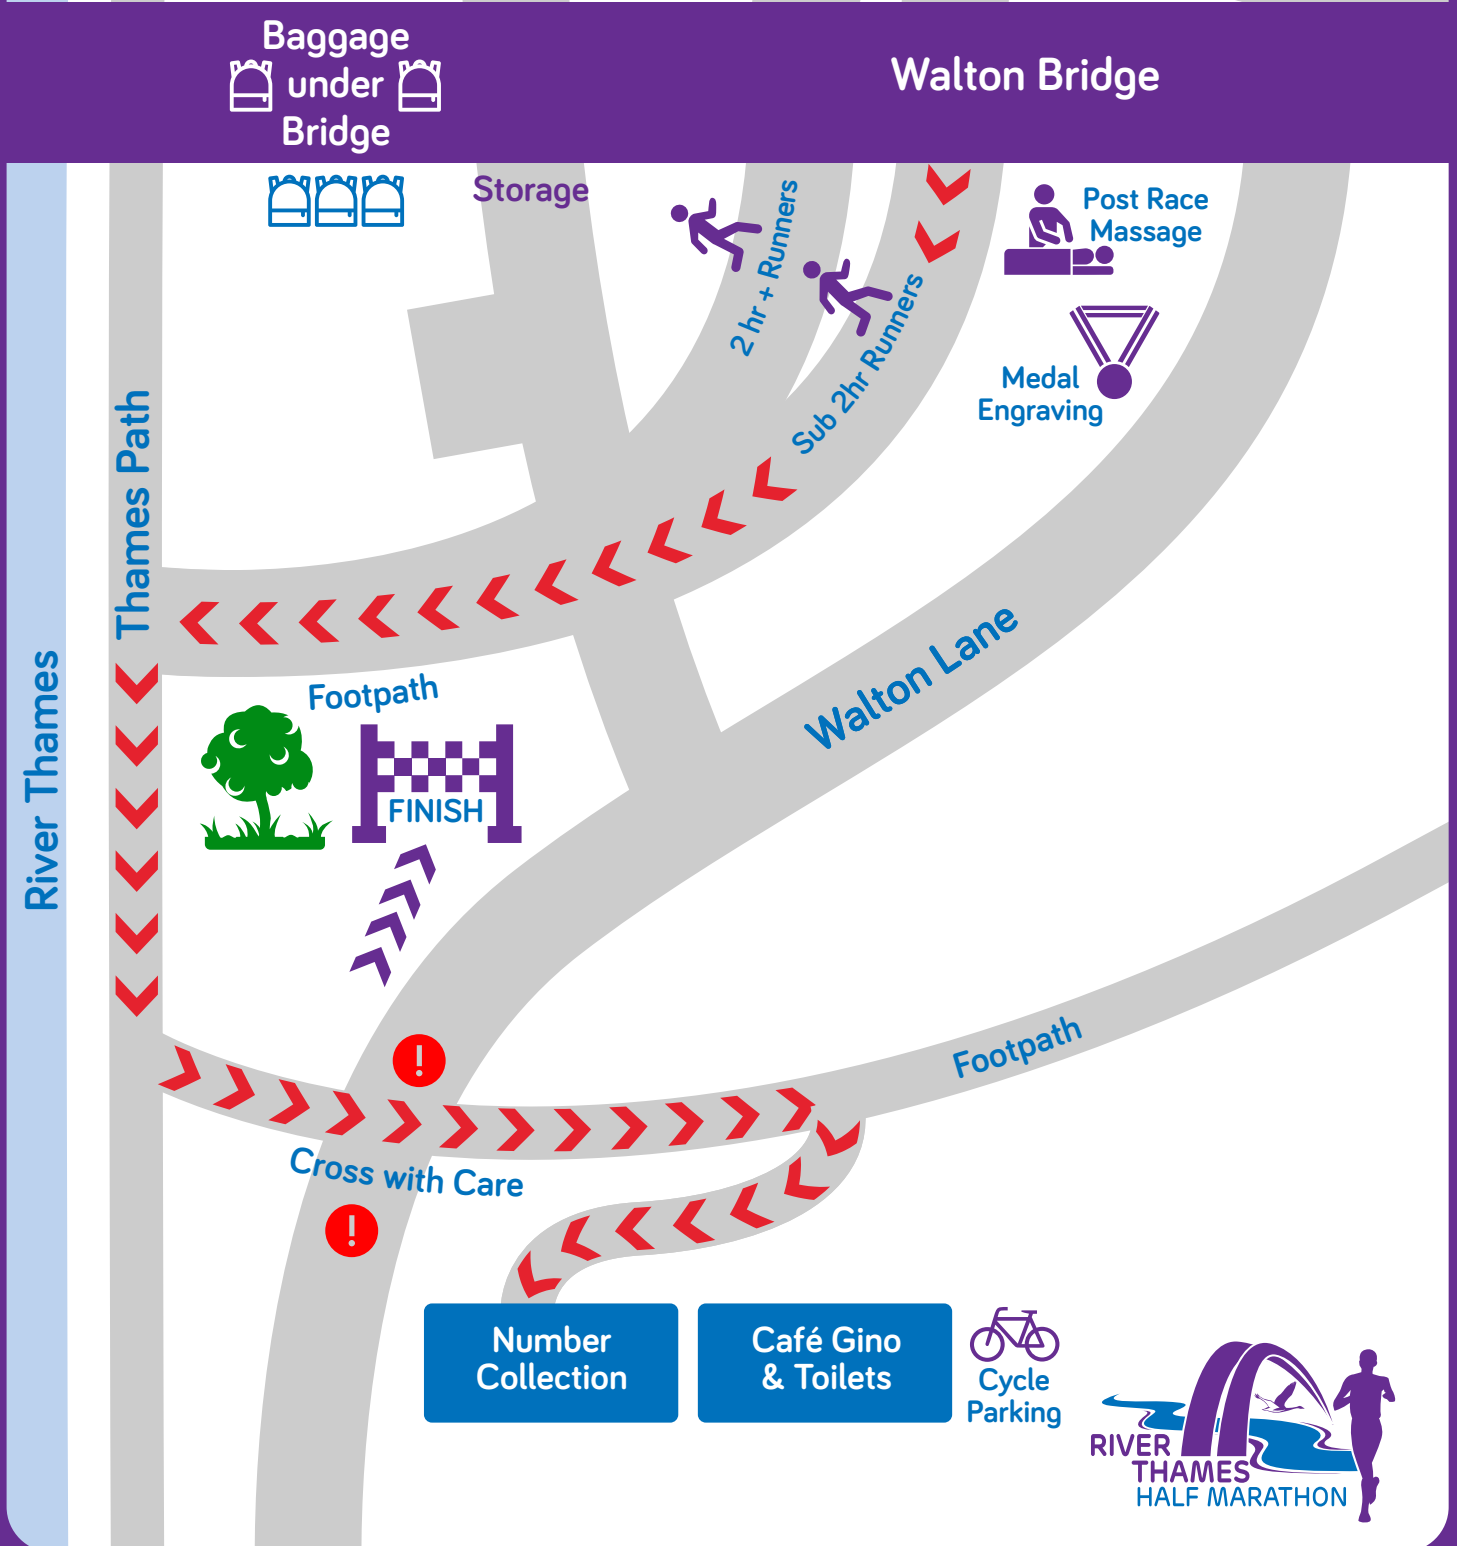 Baggage
under
Bridge
Walton Bridge
Storage
2 hr + Runners
Sub 2hr Runners
Post Race
Massage
Medal
Engraving
Thames Path
River Thames
Footpath
FINISH
Walton Lane
!
Footpath
Cross with Care
!
Number
Collection
Café Gino
& Toilets
Cycle
Parking
RIVER
THAMES
HALF MARATHON